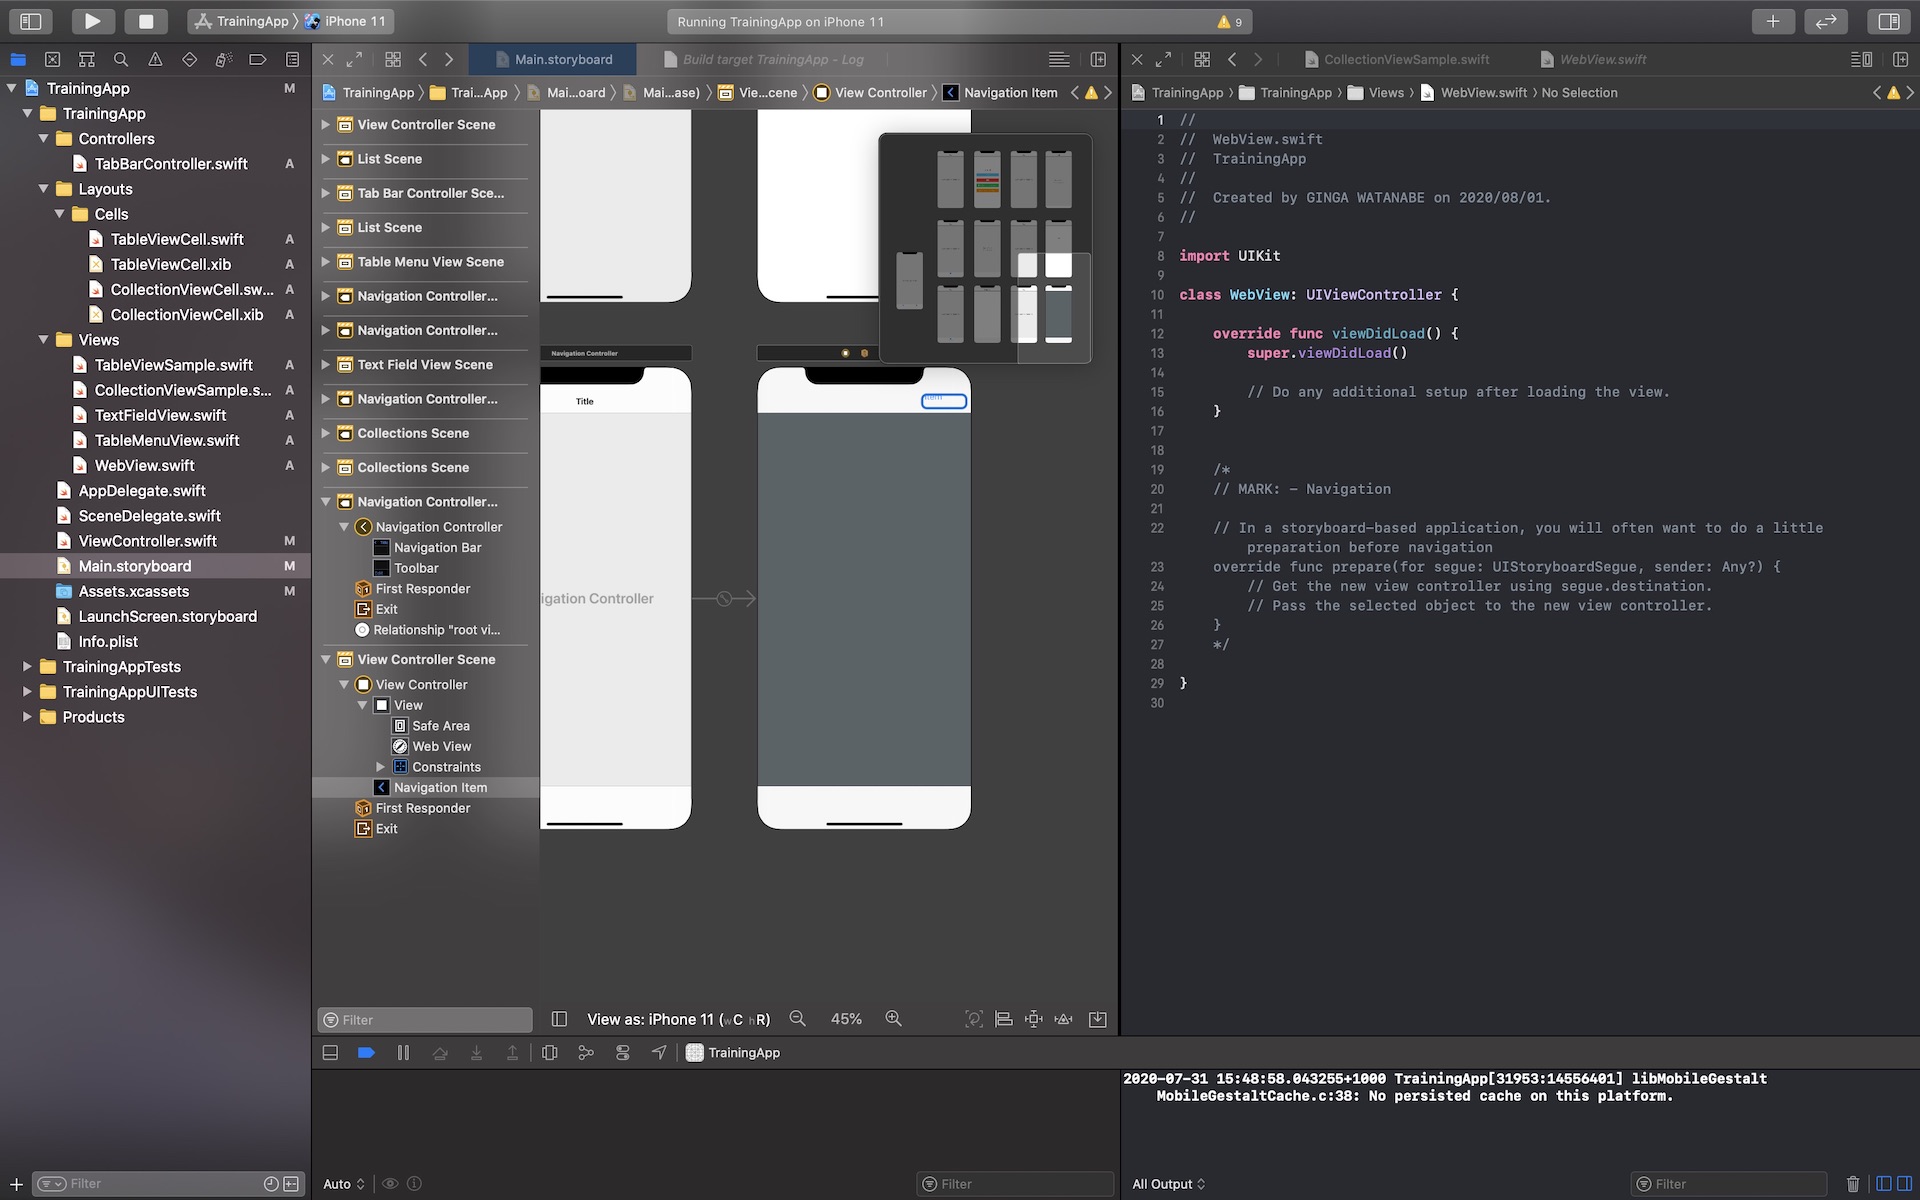 TrainingApp
iPhone 11
Running TrainingApp on iPhone 11
9
Main.storyboard
Build target TrainingApp - Log
CollectionViewSample.swift
WebView.swift
TrainingApp
Trai...App
Mai...oard
Mai...ase)
Vie...cene
View Controller
Navigation Item
TrainingApp
TrainingApp
Views
WebView.swift
No Selection
TrainingApp M
TrainingApp
Controllers
TabBarController.swift A
Layouts
Cells
TableViewCell.swift A
TableViewCell.xib A
CollectionViewCell.sw... A
CollectionViewCell.xib A
Views
TableViewSample.swift A
CollectionViewSample.s... A
TextFieldView.swift A
TableMenuView.swift A
WebView.swift A
AppDelegate.swift
SceneDelegate.swift
ViewController.swift M
Main.storyboard M
Assets.xcassets M
LaunchScreen.storyboard
Info.plist
TrainingAppTests
TrainingAppUITests
Products
Filter
View Controller Scene
List Scene
Tab Bar Controller Sce...
List Scene
Table Menu View Scene
Navigation Controller...
Navigation Controller...
Text Field View Scene
Navigation Controller...
Collections Scene
Collections Scene
Navigation Controller...
Navigation Controller
Navigation Bar
Toolbar
First Responder
Exit
Relationship "root vi...
View Controller Scene
View Controller
View
Safe Area
Web View
Constraints
Navigation Item
First Responder
Exit
Filter
Navigation Controller
Title
Item
igation Controller
View as: iPhone 11 (wC hR)
45%
1 //
2 //  WebView.swift
3 //  TrainingApp
4 //
5 //  Created by GINGA WATANABE on 2020/08/01.
6 //
7
8 import UIKit
9
10 class WebView: UIViewController {
11
12 override func viewDidLoad() {
13 super.viewDidLoad()
14
15 // Do any additional setup after loading the view.
16 }
17
18
19 /*
20 // MARK: - Navigation
21
22 // In a storyboard-based application, you will often want to do a little
preparation before navigation
23 override func prepare(for segue: UIStoryboardSegue, sender: Any?) {
24 // Get the new view controller using segue.destination.
25 // Pass the selected object to the new view controller.
26 }
27 */
28
29 }
30
TrainingApp
2020-07-31 15:48:58.043255+1000 TrainingApp[31953:14556401] libMobileGestalt
MobileGestaltCache.c:38: No persisted cache on this platform.
Auto
Filter
All Output
Filter